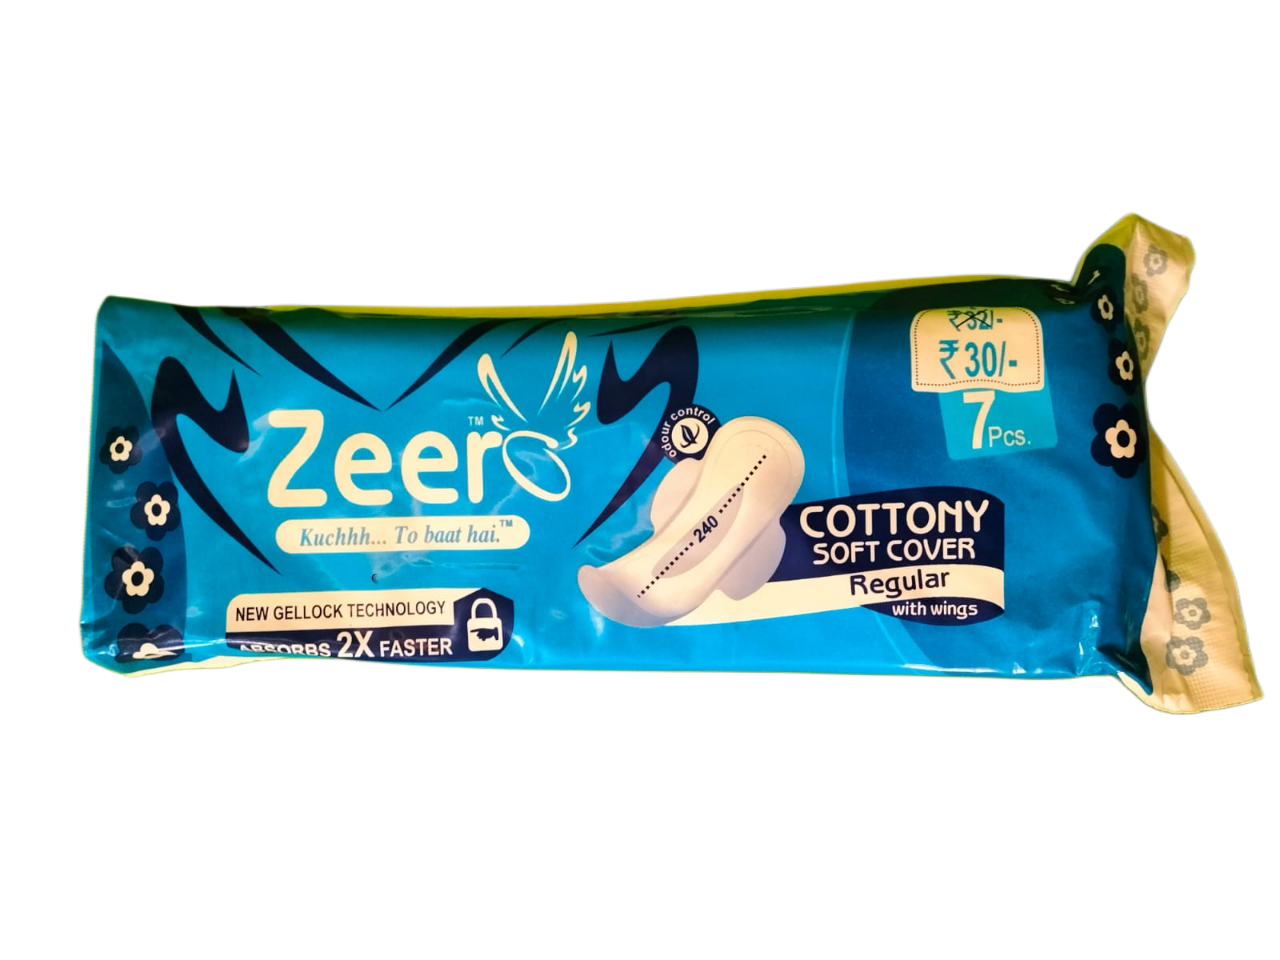 ₹ 32/-
₹ 30/-
7 Pcs.
Zeero™
Kuchhh... To baat hai.™
odour control
240
COTTONY
SOFT COVER
Regular
with wings
NEW GELLOCK TECHNOLOGY
ABSORBS 2X FASTER